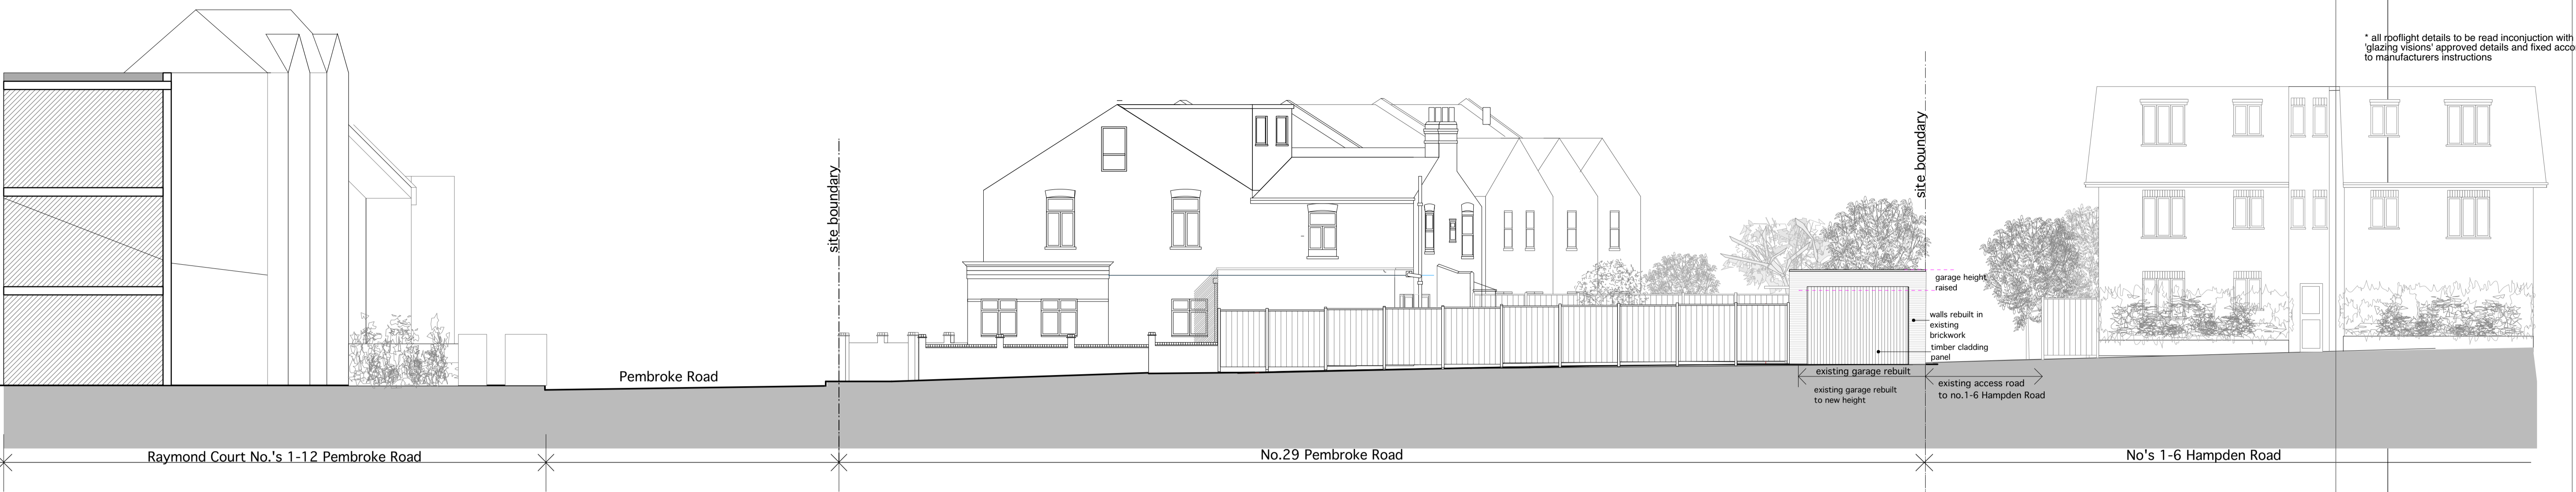 * all rooflight details to be read inconjuction with
'glazing visions' approved details and fixed acco
to manufacturers instructions
site boundary
site boundary
garage height
raised
walls rebuilt in
existing
brickwork
timber cladding
panel
Pembroke Road
existing garage rebuilt
existing garage rebuilt
to new height
existing access road
to no.1-6 Hampden Road
Raymond Court No.'s 1-12 Pembroke Road
No.29 Pembroke Road
No's 1-6 Hampden Road